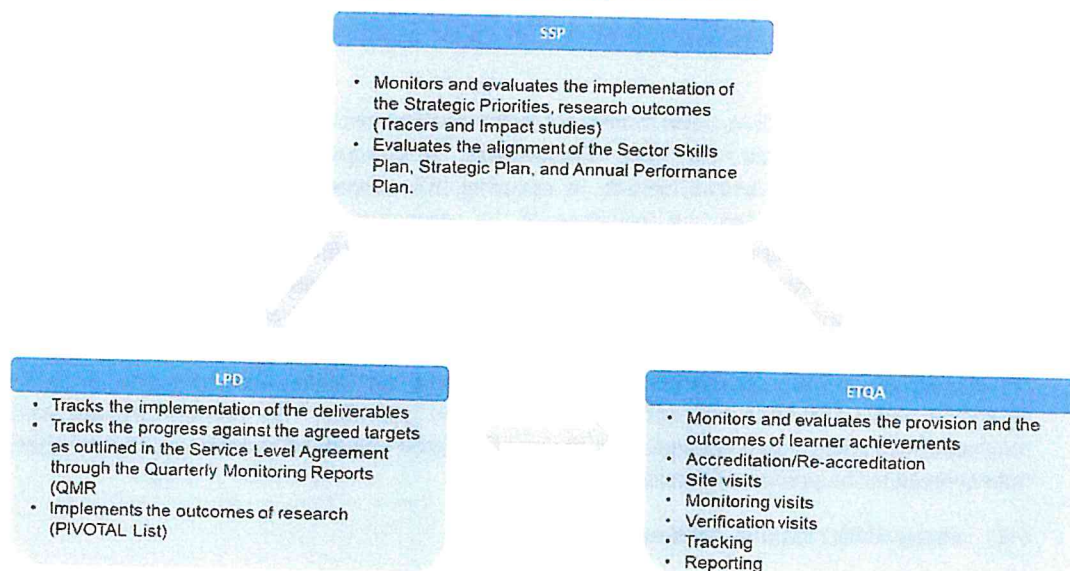 SSP
• Monitors and evaluates the implementation of
the Strategic Priorities, research outcomes
(Tracers and Impact studies)
• Evaluates the alignment of the Sector Skills
Plan, Strategic Plan, and Annual Performance
Plan.
LPD
• Tracks the implementation of the deliverables
• Tracks the progress against the agreed targets
as outlined in the Service Level Agreement
through the Quarterly Monitoring Reports
(QMR
• Implements the outcomes of research
(PIVOTAL List)
ETQA
• Monitors and evaluates the provision and the
outcomes of learner achievements
• Accreditation/Re-accreditation
• Site visits
• Monitoring visits
• Verification visits
• Tracking
• Reporting